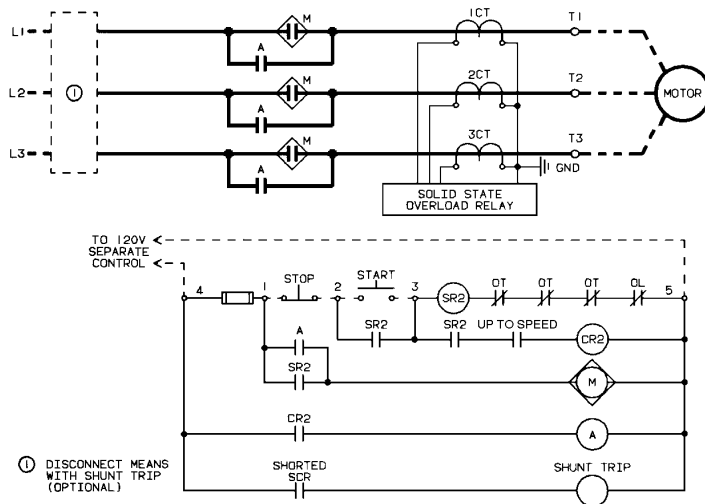 1CT T1
L1 M
A
2CT T2
L2 1 M MOTOR
A
3CT T3
L3 M
A GND
SOLID STATE
OVERLOAD RELAY
TO 120V
SEPARATE
CONTROL
4 1 STOP 2 START 3 SR2 OT OT OT OL 5
SR2 SR2 UP TO SPEED CR2
A
SR2 M
CR2 A
1 DISCONNECT MEANS
WITH SHUNT TRIP
(OPTIONAL)
SHORTED
SCR
SHUNT TRIP